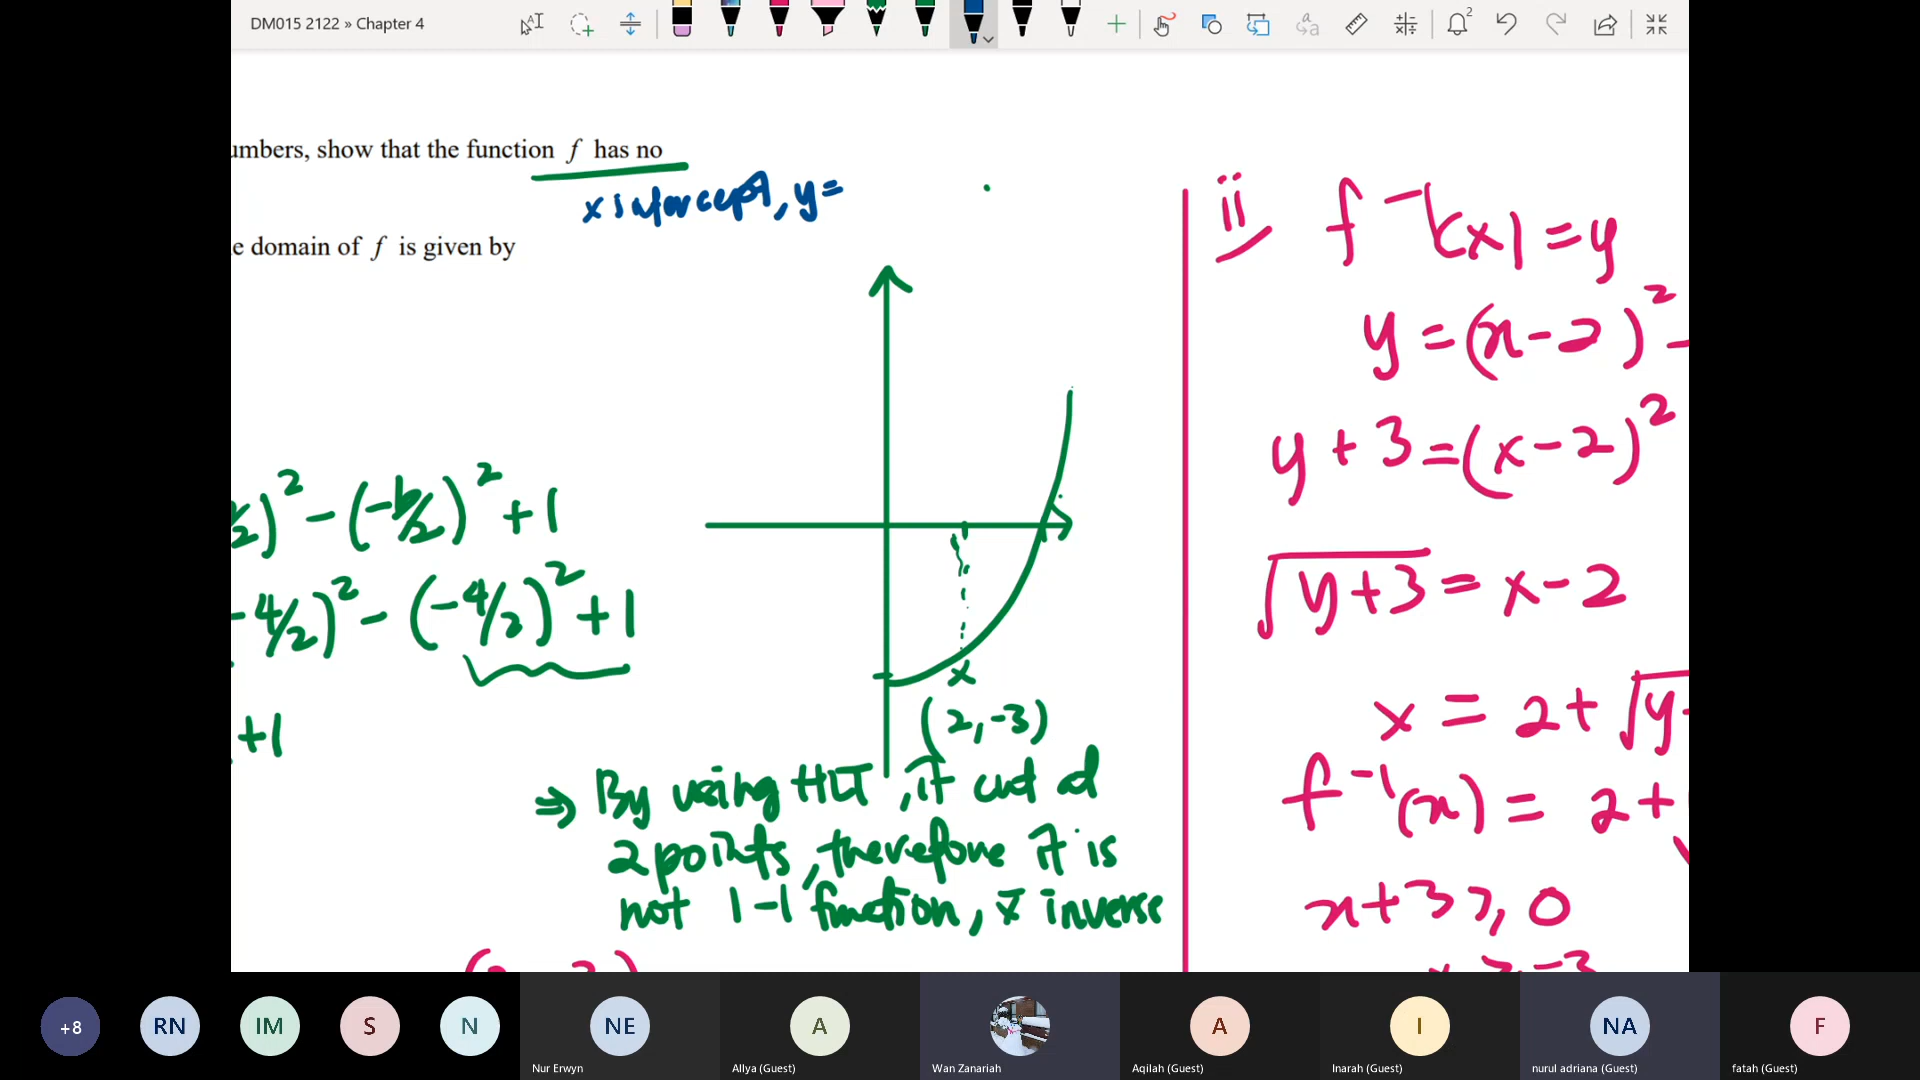 DM015 2122 » Chapter 4
2
umbers, show that the function f has no
x intercept, y=
e domain of f is given by
/2)² - (-b/2)² + 1
-4/2)² - (-4/2)² + 1
+1
(2, -3)
⇒ By using HLT, it cut at
2 points, therefore it is
not 1-1 function, x̄ inverse
ii f⁻¹(x) = y
y = (x-2)² -
y + 3 = (x-2)²
√y+3 = x-2
x = 2+ √y
f⁻¹(x) = 2+
x+3 ≥ 0
x ≥ -3
+8
RN
IM
S
N
NE
Nur Erwyn
A
Allya (Guest)
Wan Zanariah
A
Aqilah (Guest)
I
Inarah (Guest)
NA
nurul adriana (Guest)
F
fatah (Guest)